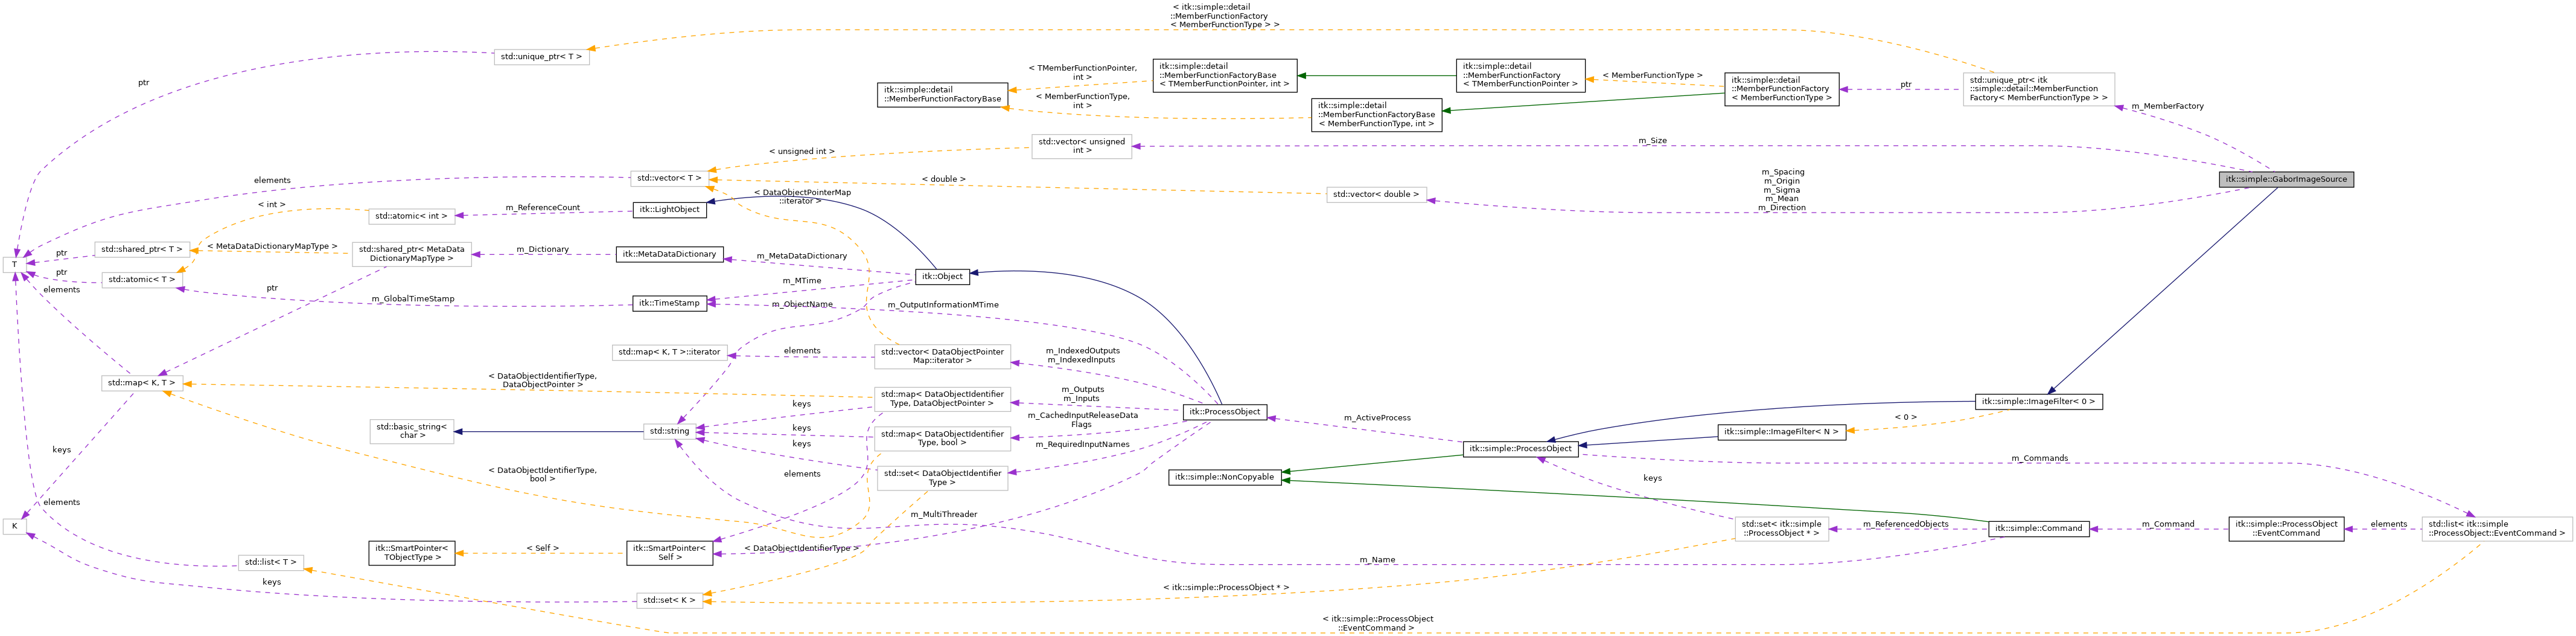 < itk::simple::detail
::MemberFunctionFactory
< MemberFunctionType > >
std::unique_ptr< T >
ptr
itk::simple::detail
::MemberFunctionFactoryBase
< TMemberFunctionPointer,
int >
< MemberFunctionType,
int >
itk::simple::detail
::MemberFunctionFactoryBase
< TMemberFunctionPointer, int >
itk::simple::detail
::MemberFunctionFactoryBase
< MemberFunctionType, int >
itk::simple::detail
::MemberFunctionFactory
< TMemberFunctionPointer >
< MemberFunctionType >
itk::simple::detail
::MemberFunctionFactory
< MemberFunctionType >
ptr
std::unique_ptr< itk
::simple::detail::MemberFunction
Factory< MemberFunctionType > >
m_MemberFactory
std::vector< unsigned
int >
m_Size
< unsigned int >
elements
std::vector< T >
< double >
std::vector< double >
m_Spacing
m_Origin
m_Sigma
m_Mean
m_Direction
itk::simple::GaborImageSource
< DataObjectPointerMap
::iterator >
< int >
std::atomic< int >
m_ReferenceCount
itk::LightObject
T
ptr
std::shared_ptr< T >
< MetaDataDictionaryMapType >
std::shared_ptr< MetaData
DictionaryMapType >
m_Dictionary
itk::MetaDataDictionary
m_MetaDataDictionary
itk::Object
ptr
std::atomic< T >
elements
ptr
m_GlobalTimeStamp
itk::TimeStamp
m_MTime
m_ObjectName
m_OutputInformationMTime
std::map< K, T >::iterator
elements
std::vector< DataObjectPointer
Map::iterator >
m_IndexedOutputs
m_IndexedInputs
std::map< K, T >
< DataObjectIdentifierType,
DataObjectPointer >
std::map< DataObjectIdentifier
Type, DataObjectPointer >
m_Outputs
m_Inputs
itk::ProcessObject
m_ActiveProcess
itk::simple::ImageFilter< 0 >
< 0 >
itk::simple::ImageFilter< N >
std::basic_string<
char >
std::string
keys
keys
keys
std::map< DataObjectIdentifier
Type, bool >
m_CachedInputReleaseData
Flags
m_RequiredInputNames
itk::simple::ProcessObject
m_Commands
keys
< DataObjectIdentifierType,
bool >
elements
std::set< DataObjectIdentifier
Type >
itk::simple::NonCopyable
keys
elements
K
m_MultiThreader
std::set< itk::simple
::ProcessObject * >
m_ReferencedObjects
itk::simple::Command
m_Command
itk::simple::ProcessObject
::EventCommand
elements
std::list< itk::simple
::ProcessObject::EventCommand >
itk::SmartPointer<
TObjectType >
< Self >
itk::SmartPointer<
Self >
< DataObjectIdentifierType >
m_Name
std::list< T >
keys
std::set< K >
< itk::simple::ProcessObject * >
< itk::simple::ProcessObject
::EventCommand >